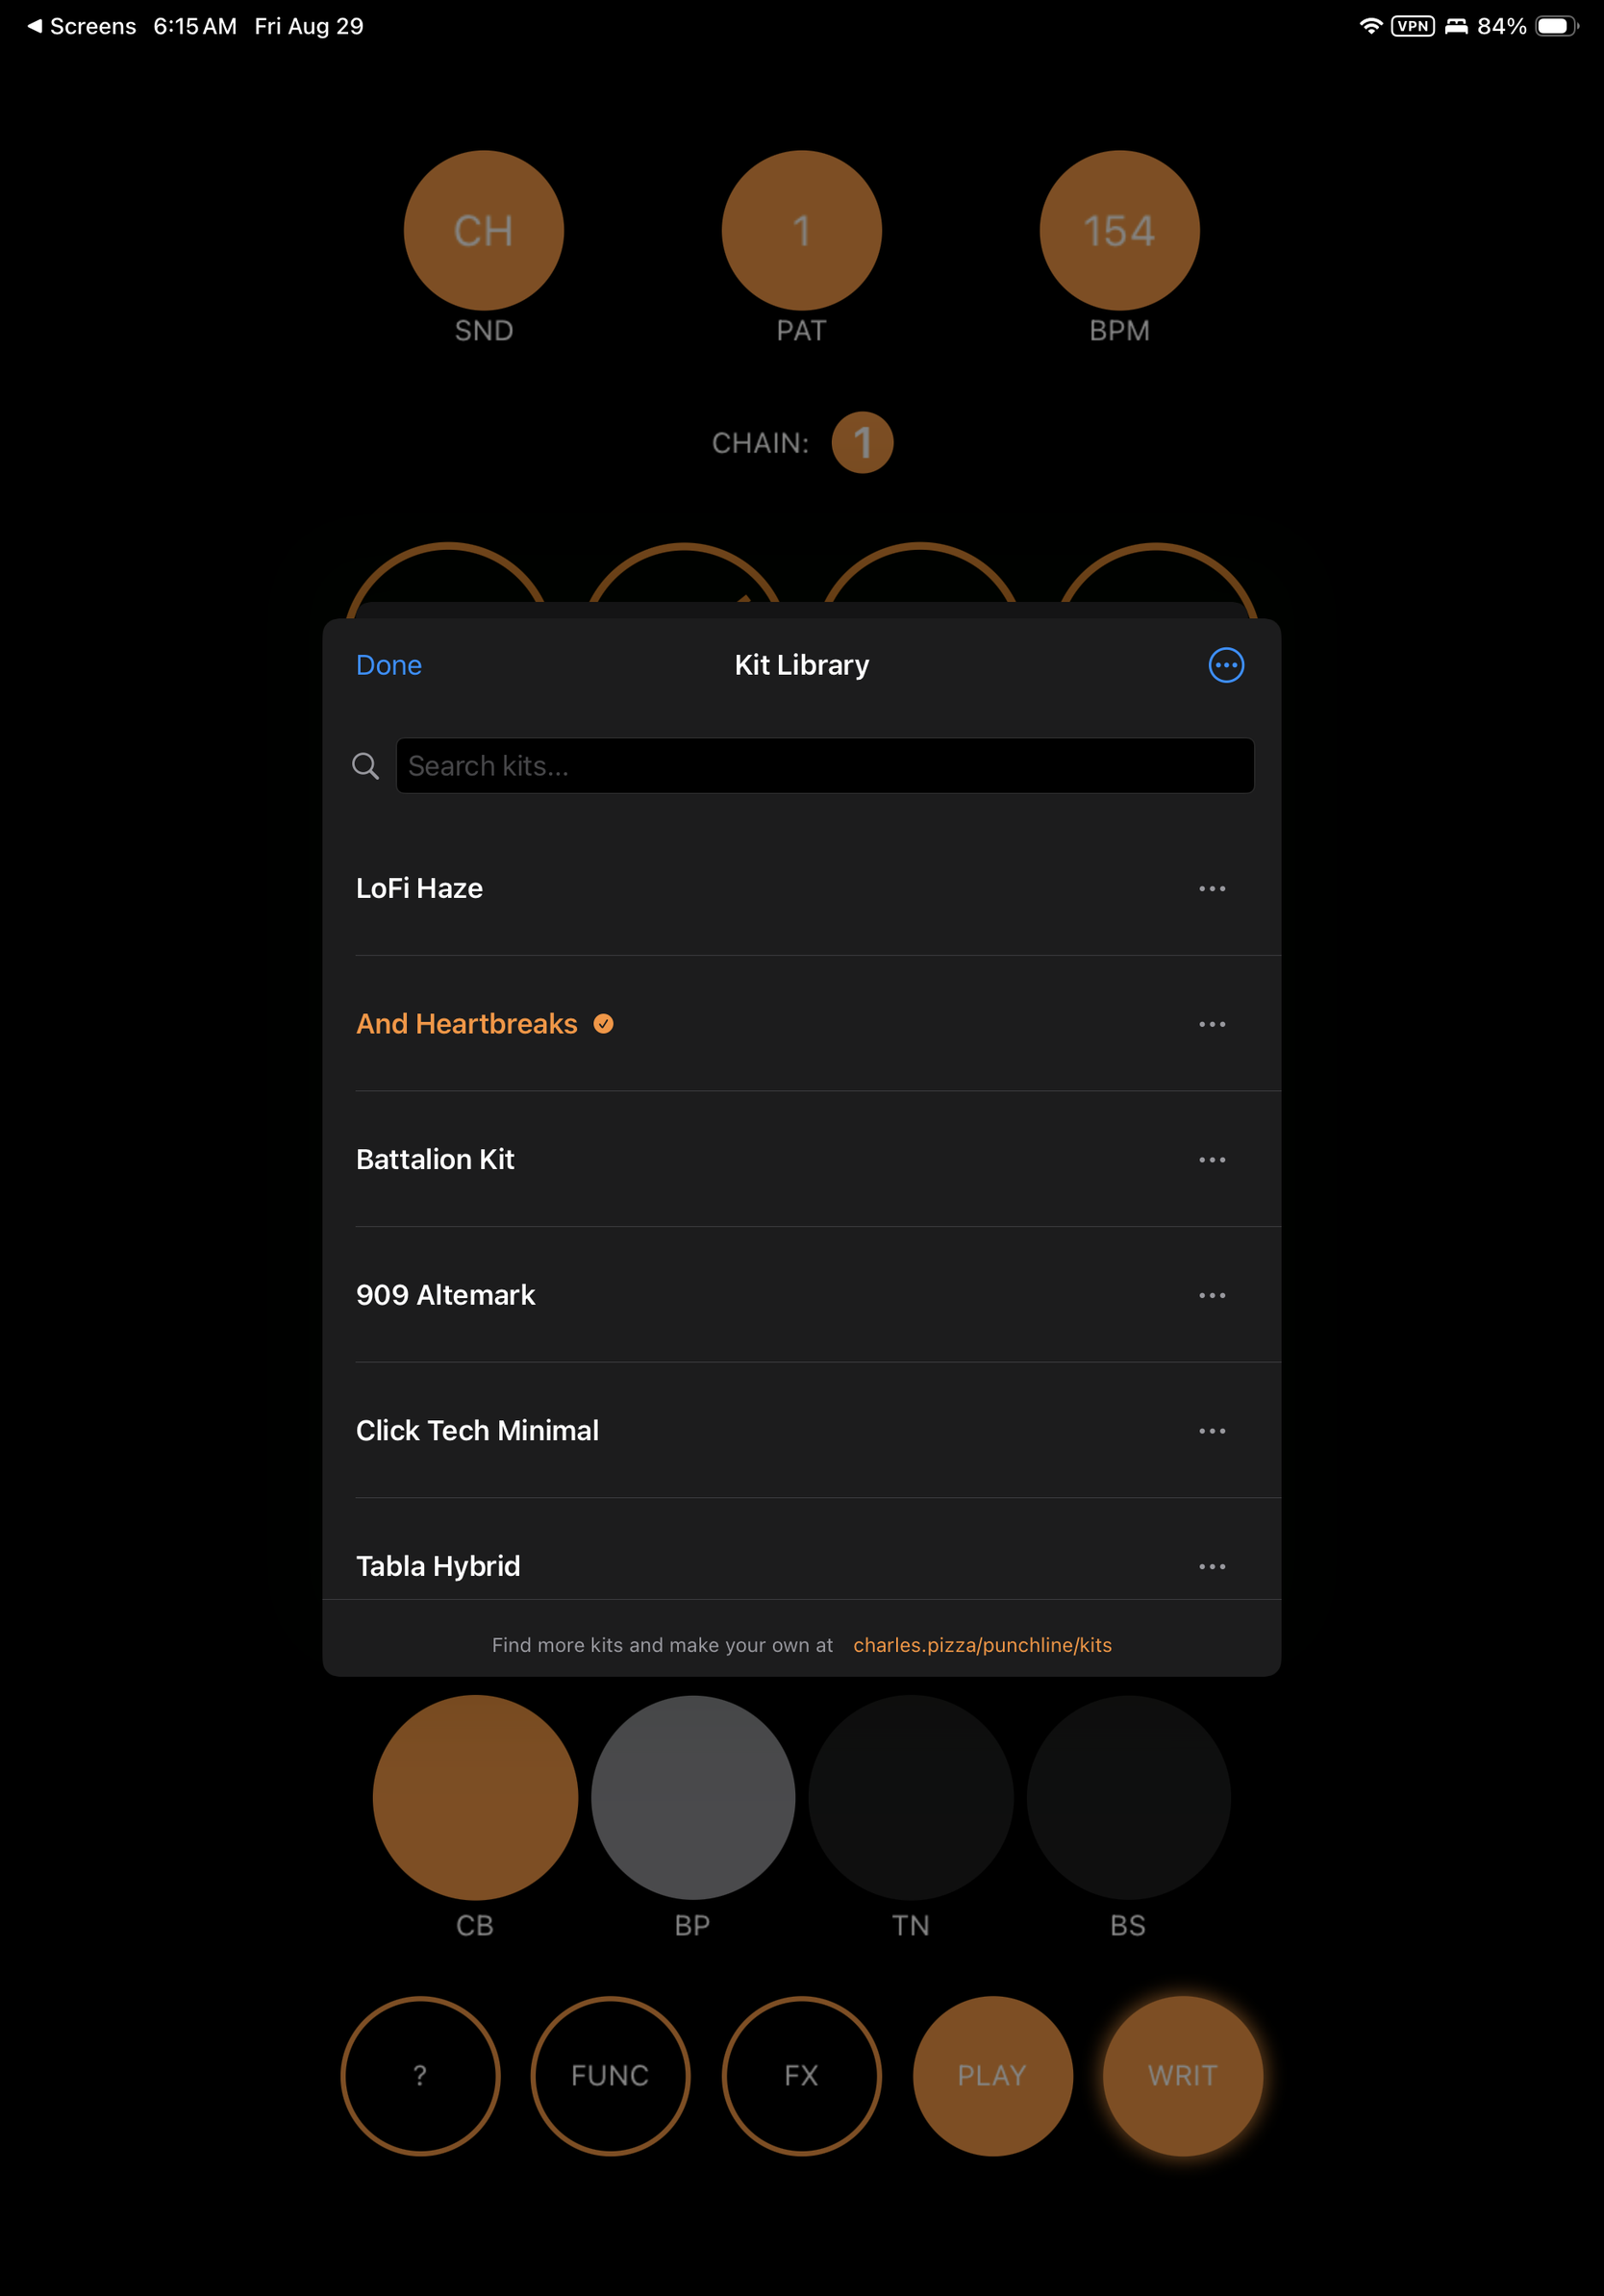 Screens 6:15 AM Fri Aug 29 VPN 84%
CH 1 154
SND PAT BPM
CHAIN: 1
Done Kit Library
Search kits...
LoFi Haze
And Heartbreaks
Battalion Kit
909 Altemark
Click Tech Minimal
Tabla Hybrid
Find more kits and make your own at charles.pizza/punchline/kits
CB BP TN BS
? FUNC FX PLAY WRIT